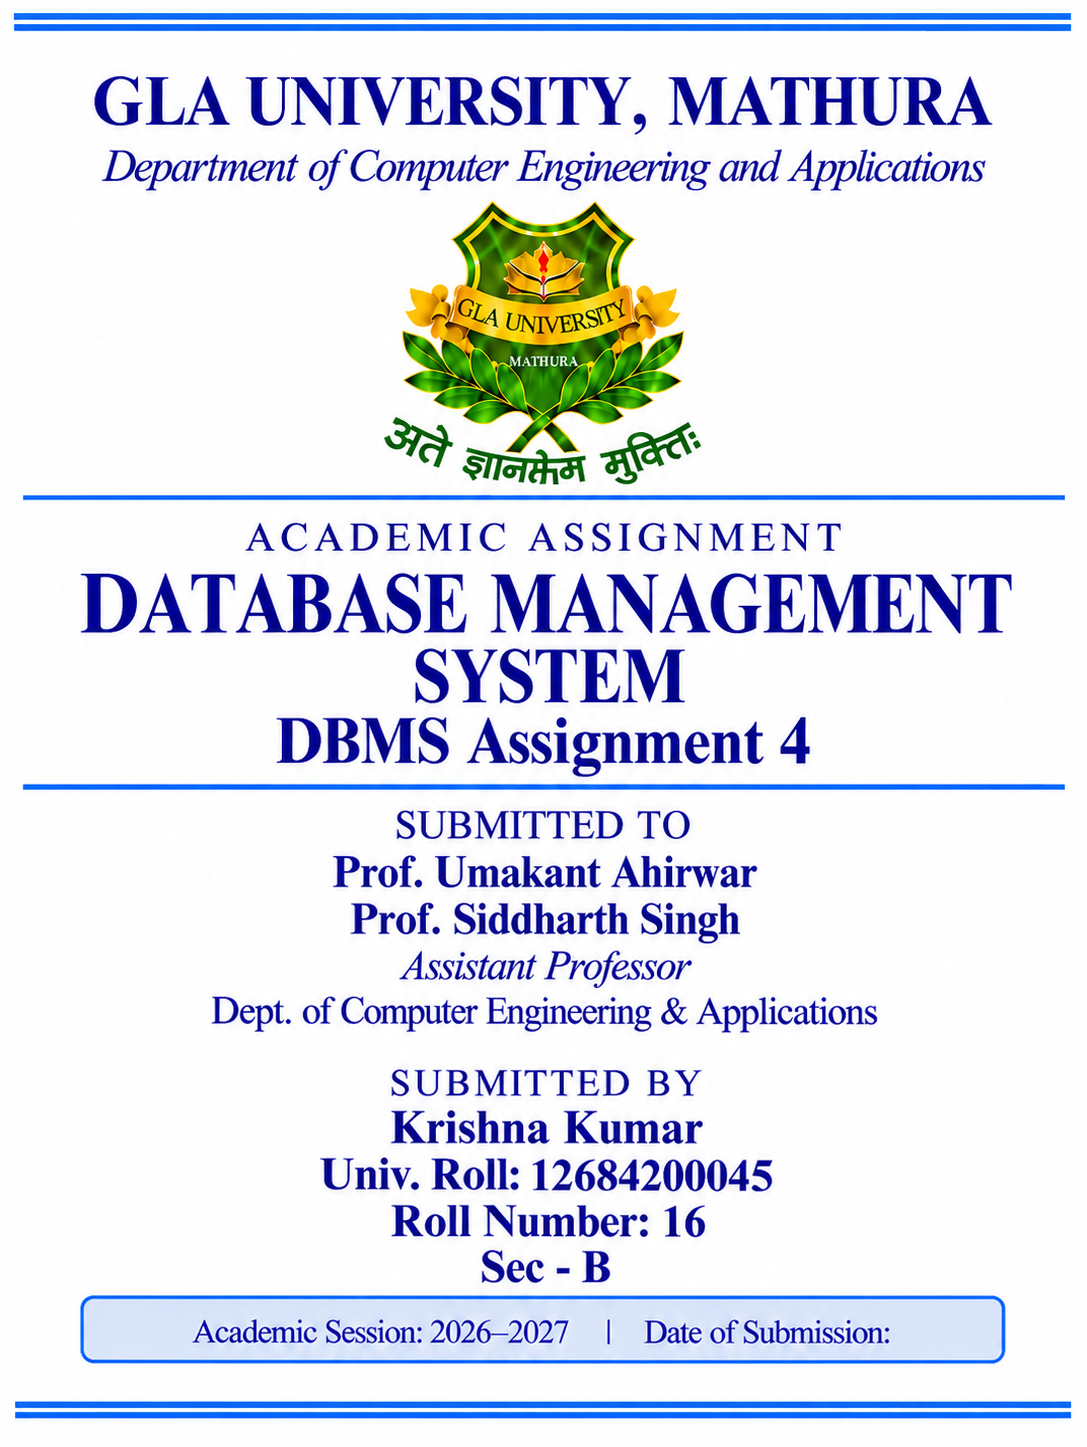 GLA UNIVERSITY, MATHURA
Department of Computer Engineering and Applications
GLA UNIVERSITY
MATHURA
अते मुक्तिः
ACADEMIC ASSIGNMENT
DATABASE MANAGEMENT
SYSTEM
DBMS Assignment 4
SUBMITTED TO
Prof. Umakant Ahirwar
Prof. Siddharth Singh
Assistant Professor
Dept. of Computer Engineering & Applications
SUBMITTED BY
Krishna Kumar
Univ. Roll: 12684200045
Roll Number: 16
Sec - B
Academic Session: 2026–2027 | Date of Submission: